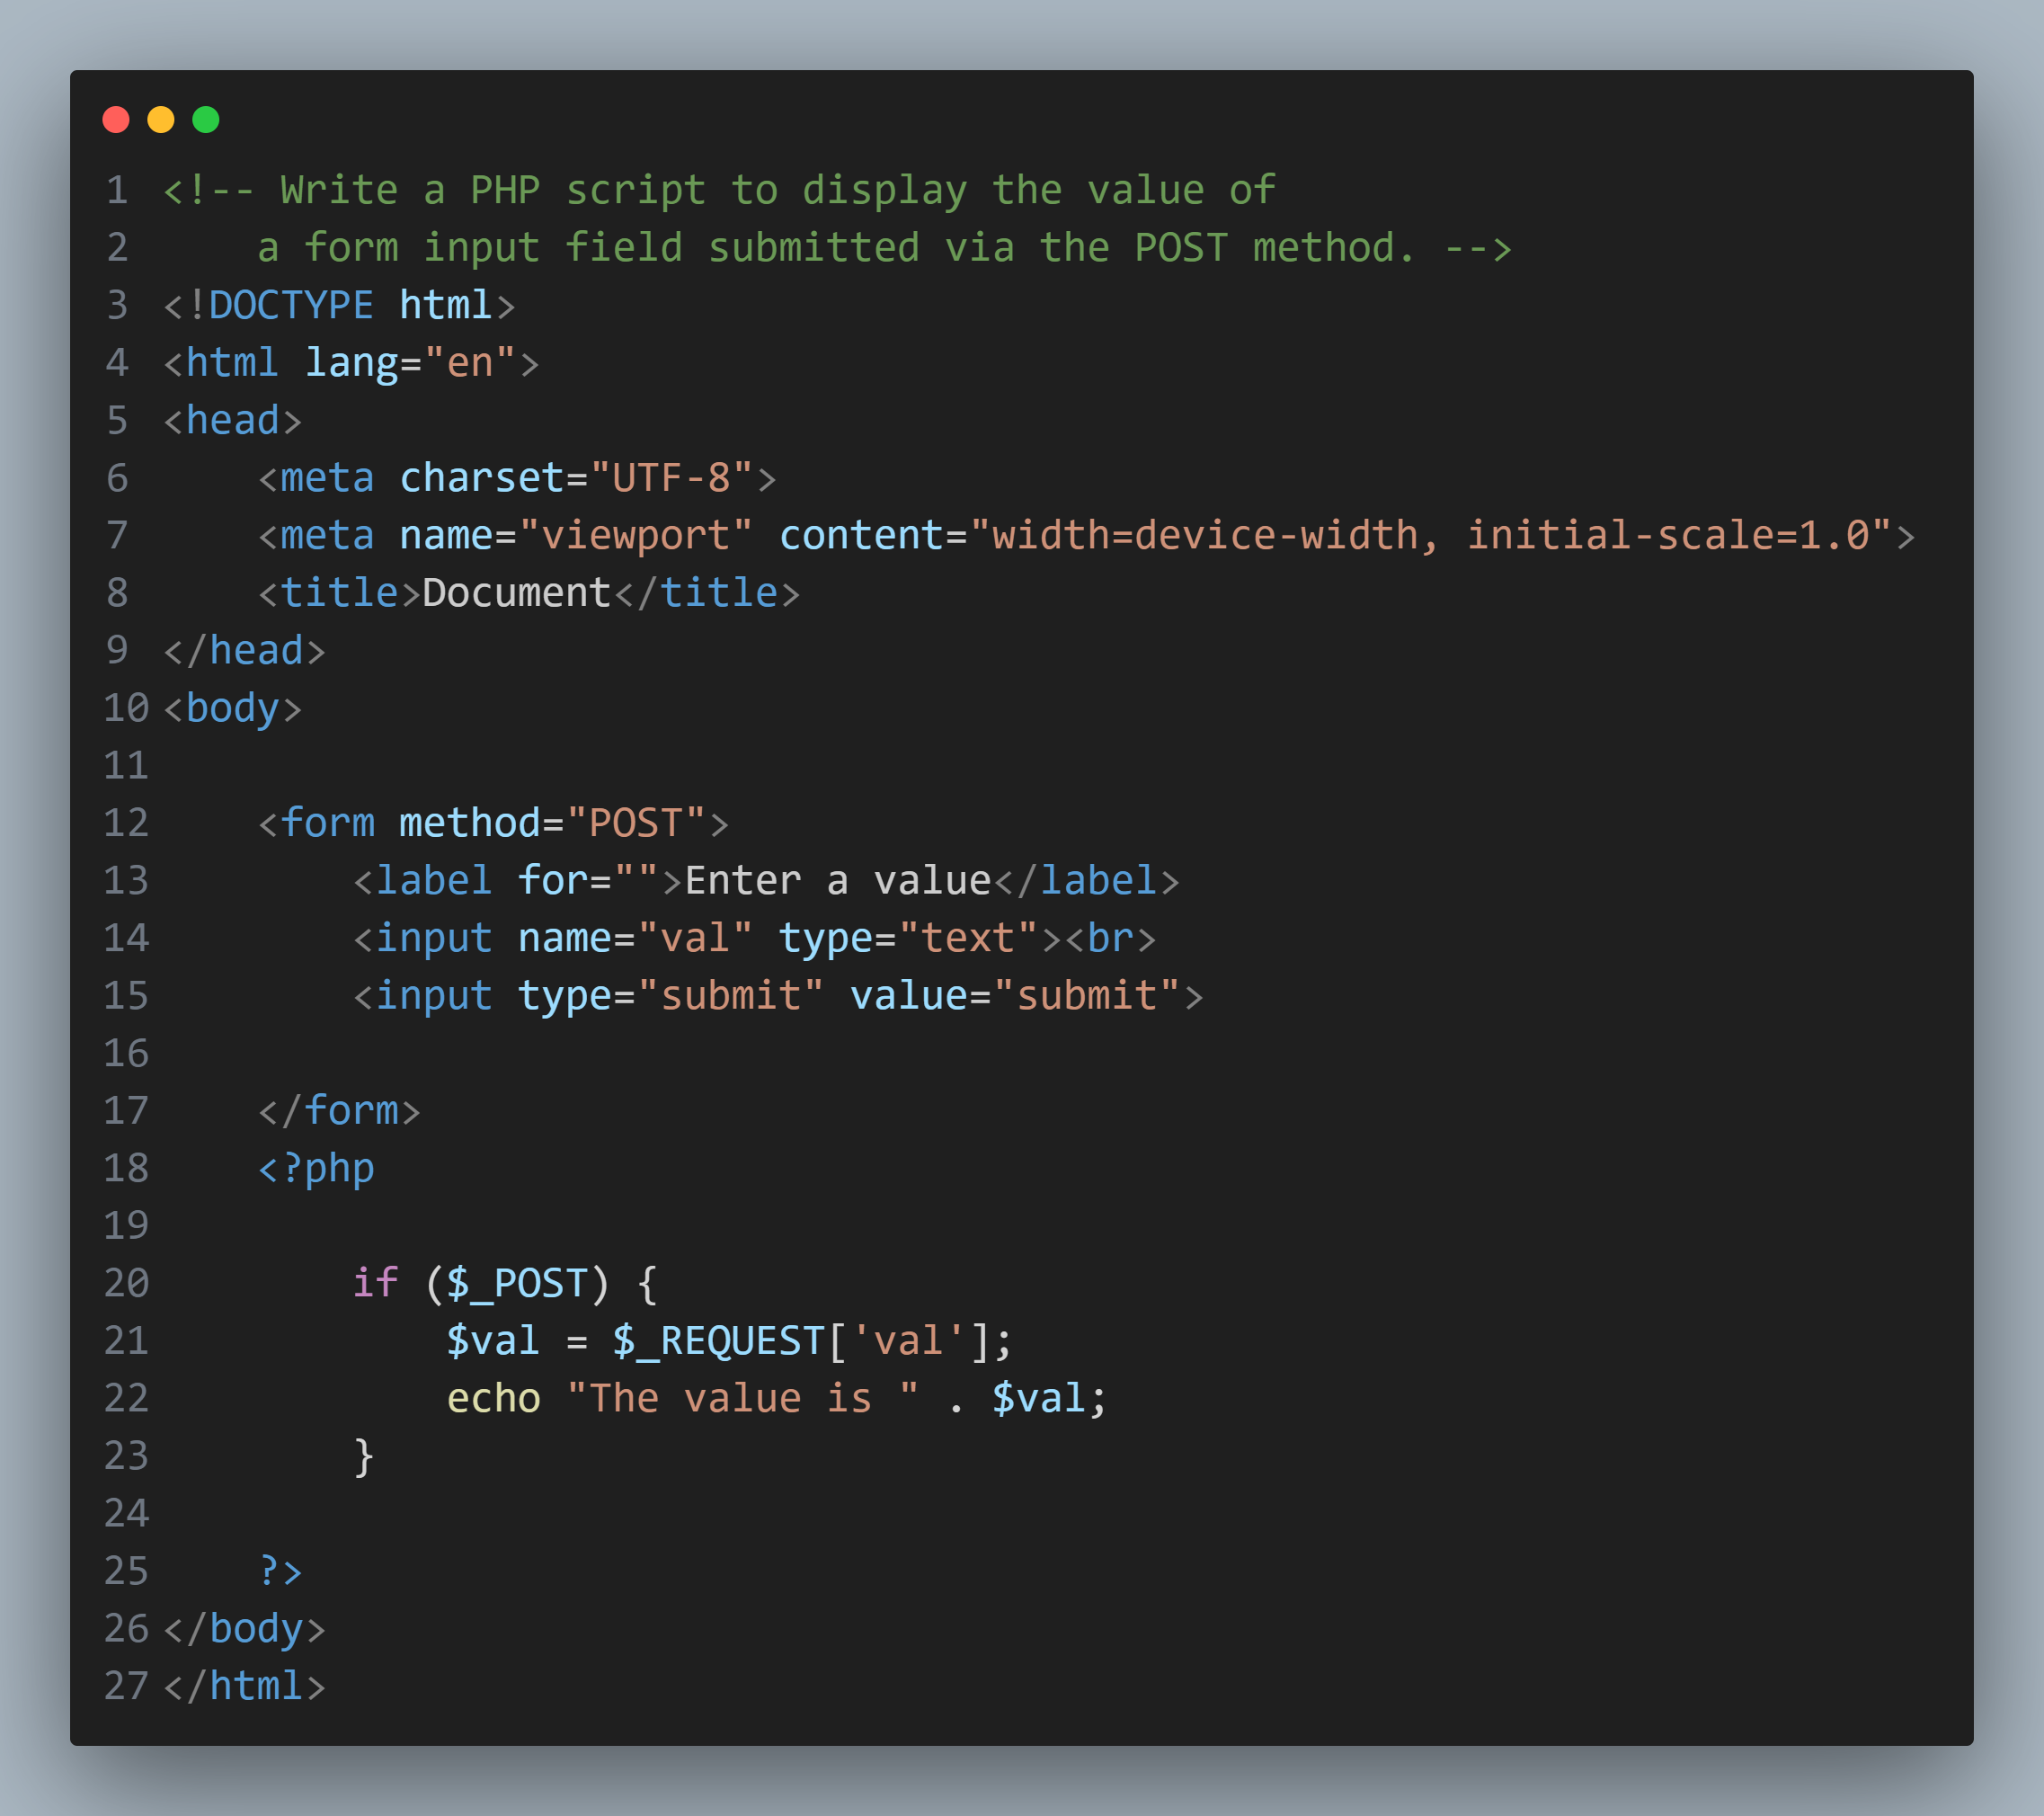 1 <!-- Write a PHP script to display the value of
2     a form input field submitted via the POST method. -->
3 <!DOCTYPE html>
4 <html lang="en">
5 <head>
6     <meta charset="UTF-8">
7     <meta name="viewport" content="width=device-width, initial-scale=1.0">
8     <title>Document</title>
9 </head>
10 <body>
11
12     <form method="POST">
13         <label for="">Enter a value</label>
14         <input name="val" type="text"><br>
15         <input type="submit" value="submit">
16
17     </form>
18     <?php
19
20         if ($_POST) {
21             $val = $_REQUEST['val'];
22             echo "The value is " . $val;
23         }
24
25     ?>
26 </body>
27 </html>